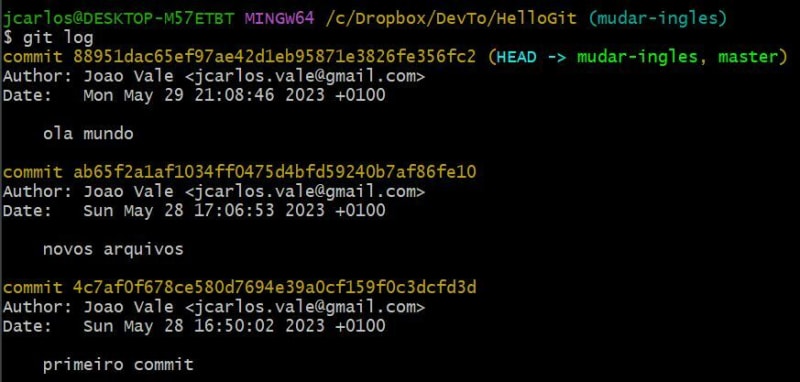 jcarlos@DESKTOP-M57ETBT MINGW64 /c/Dropbox/DevTo/HelloGit (mudar-ingles)
$ git log
commit 88951dac65ef97ae42d1eb95871e3826fe356fc2 (HEAD -> mudar-ingles, master)
Author: Joao Vale <jcarlos.vale@gmail.com>
Date:   Mon May 29 21:08:46 2023 +0100
ola mundo
commit ab65f2a1af1034ff0475d4bfd59240b7af86fe10
Author: Joao Vale <jcarlos.vale@gmail.com>
Date:   Sun May 28 17:06:53 2023 +0100
novos arquivos
commit 4c7af0f678ce580d7694e39a0cf159f0c3dcfd3d
Author: Joao Vale <jcarlos.vale@gmail.com>
Date:   Sun May 28 16:50:02 2023 +0100
primeiro commit